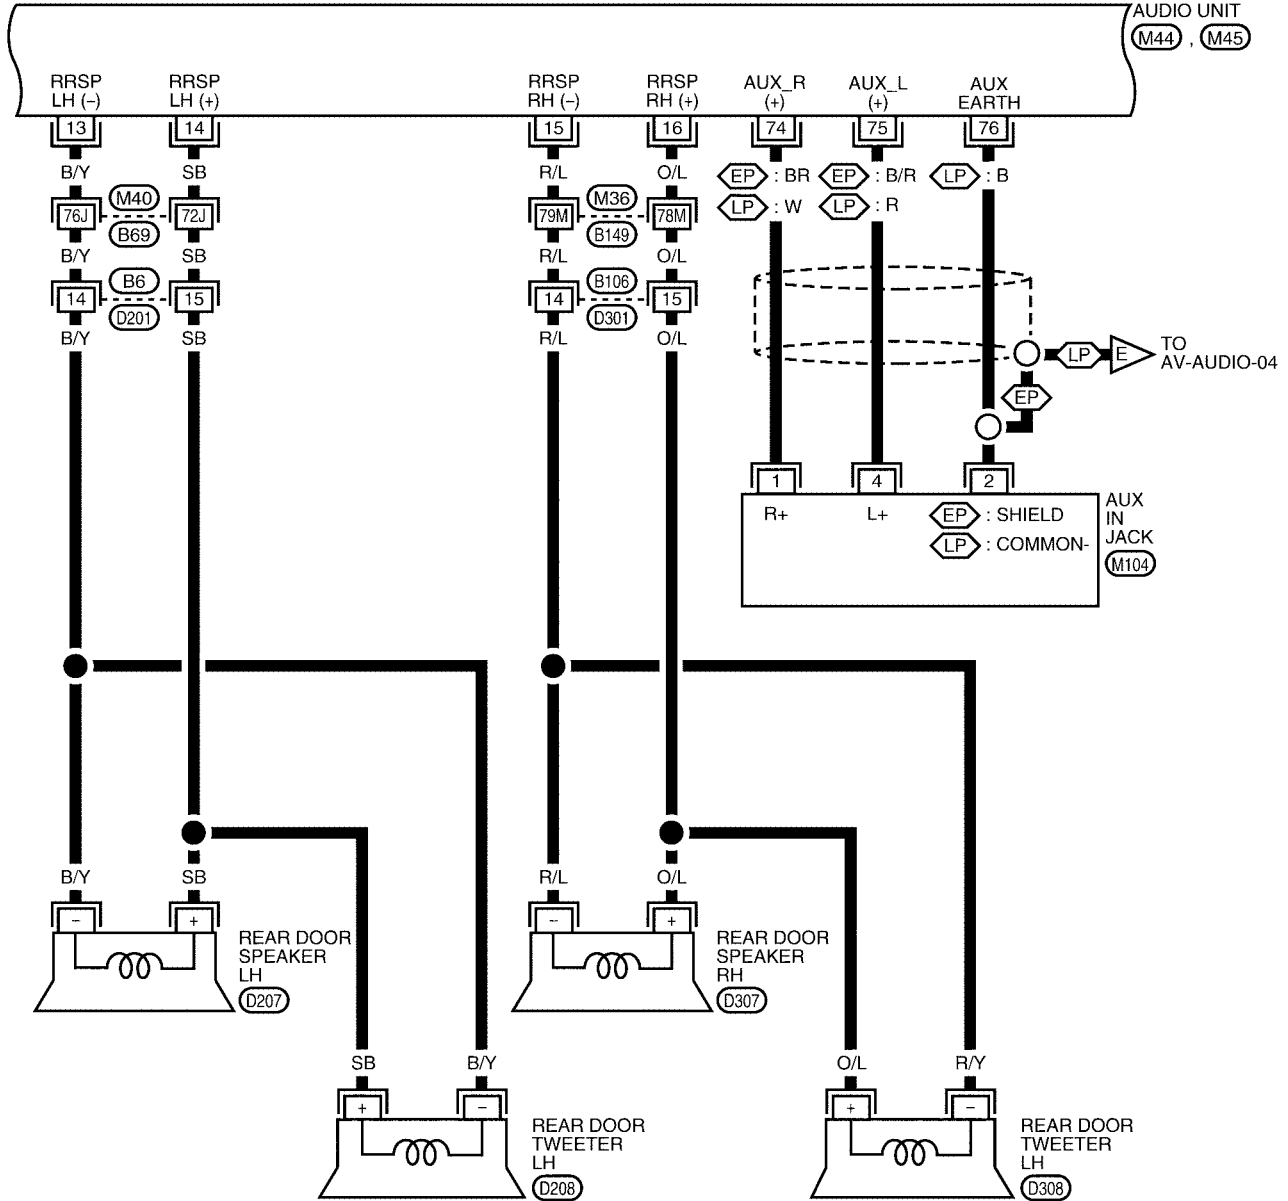 AUDIO UNIT
M44 , M45
RRSP LH (–)
RRSP LH (+)
RRSP RH (–)
RRSP RH (+)
AUX_R (+)
AUX_L (+)
AUX EARTH
13 14 15 16 74 75 76
B/Y SB R/L O/L
EP : BR EP : B/R LP : B
LP : W LP : R
M40 M36
76J 72J 79M 78M
B69 B149
B/Y SB R/L O/L
B6 B106
14 15 14 15
D201 D301
B/Y SB R/L O/L
LP E TO
AV-AUDIO-04
EP
1 4 2
R+ L+ EP : SHIELD
LP : COMMON-
AUX
IN
JACK
M104
B/Y SB R/L O/L
– + – +
REAR DOOR
SPEAKER
LH
D207
REAR DOOR
SPEAKER
RH
D307
SB B/Y O/L R/Y
+ – + –
REAR DOOR
TWEETER
LH
D208
REAR DOOR
TWEETER
LH
D308